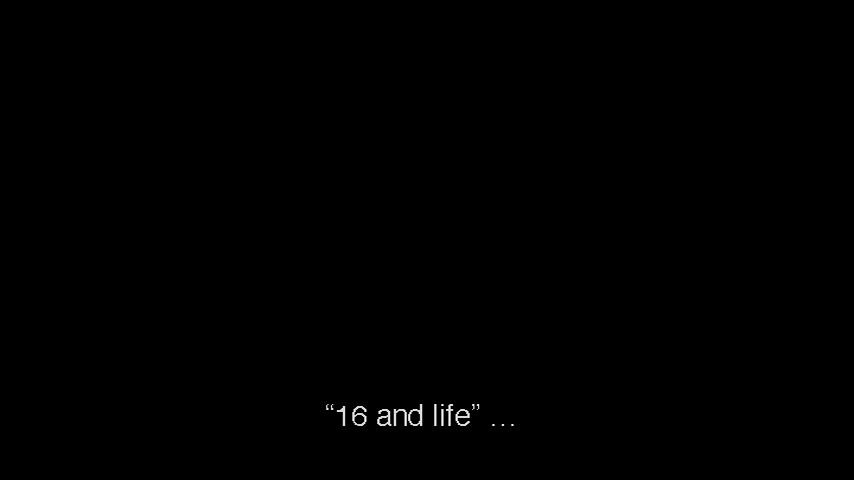 “16 and life” …